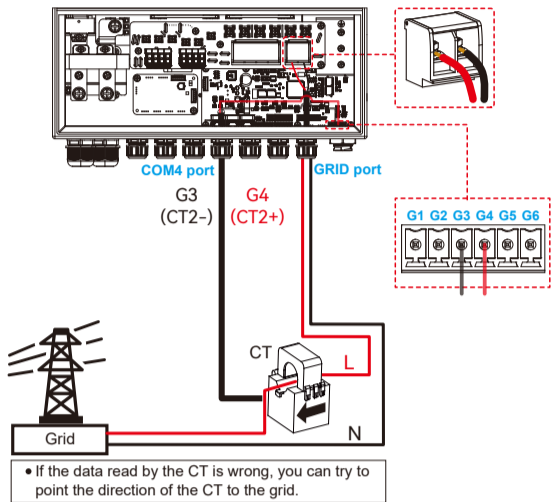 COM4 port
GRID port
G3
(CT2-)
G4
(CT2+)
G1 G2 G3 G4 G5 G6
CT
L
N
Grid
• If the data read by the CT is wrong, you can try to
point the direction of the CT to the grid.